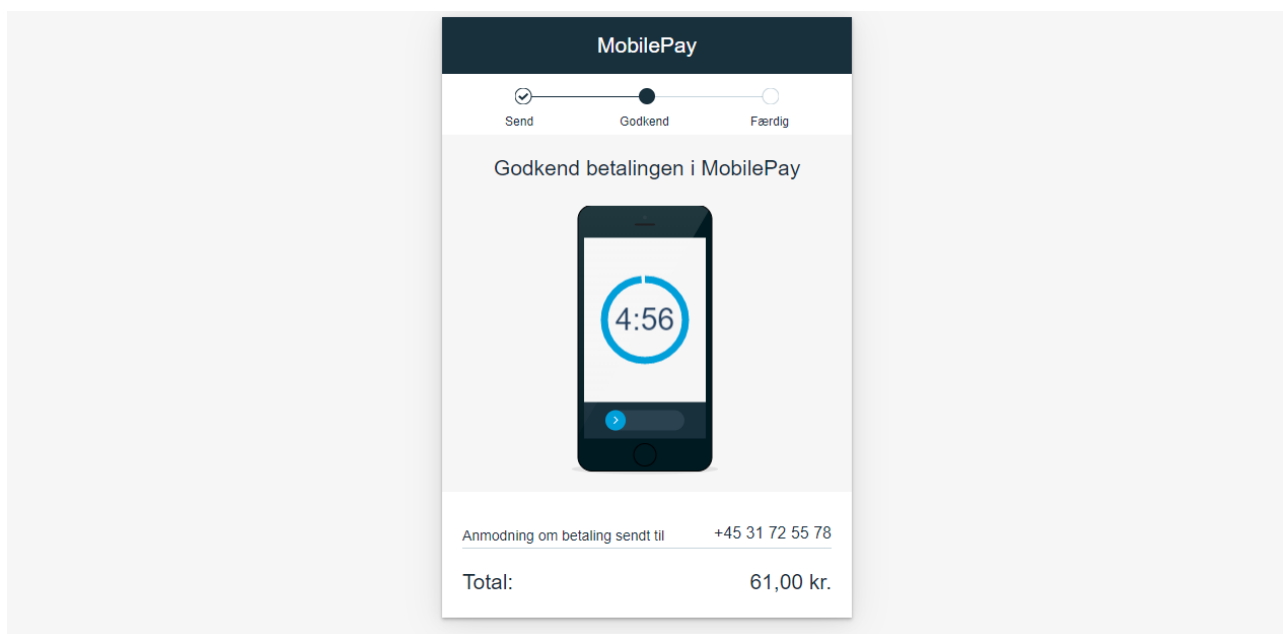 MobilePay
Send Godkend Færdig
Godkend betalingen i MobilePay
4:56
Anmodning om betaling sendt til +45 31 72 55 78
Total: 61,00 kr.